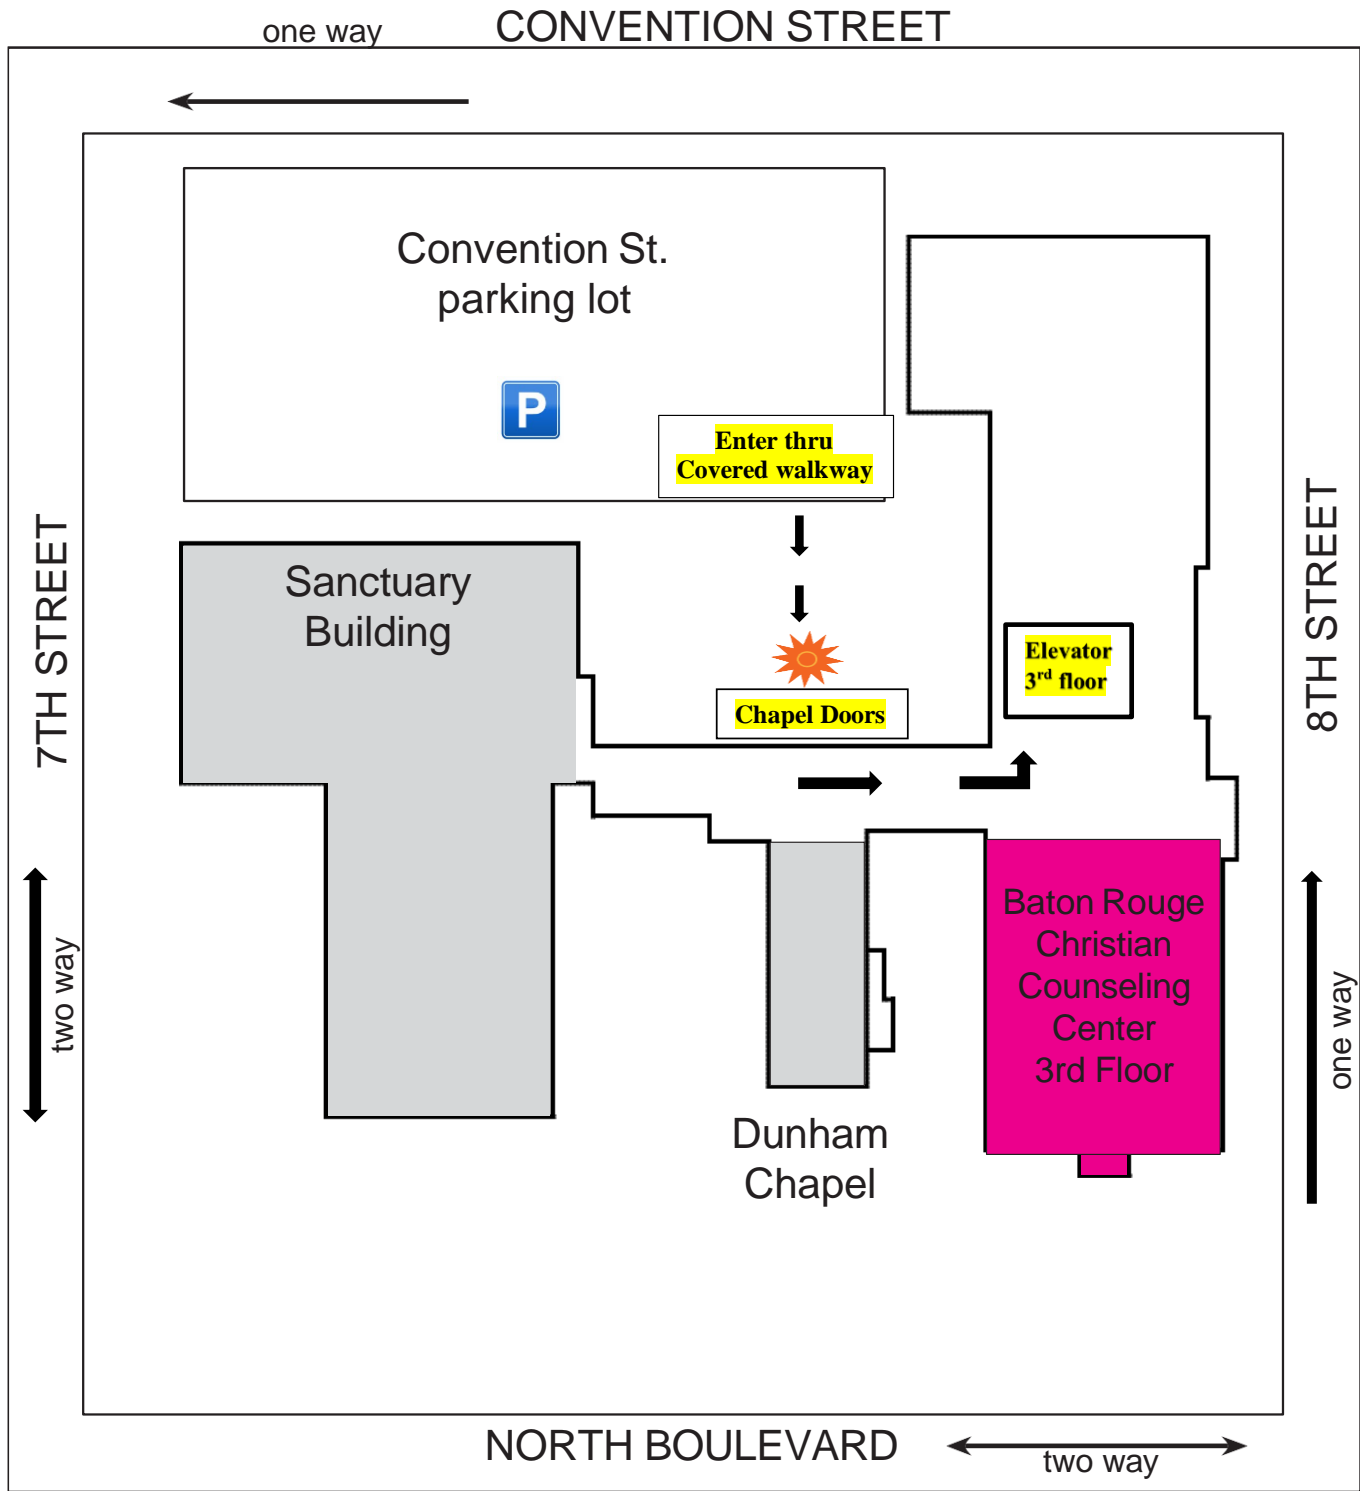 one way
CONVENTION STREET
Convention St.
parking lot
P
Enter thru
Covered walkway
Sanctuary
Building
7TH STREET
8TH STREET
Elevator
3rd floor
Chapel Doors
two way
Baton Rouge
Christian
Counseling
Center
3rd Floor
one way
Dunham
Chapel
NORTH BOULEVARD
two way